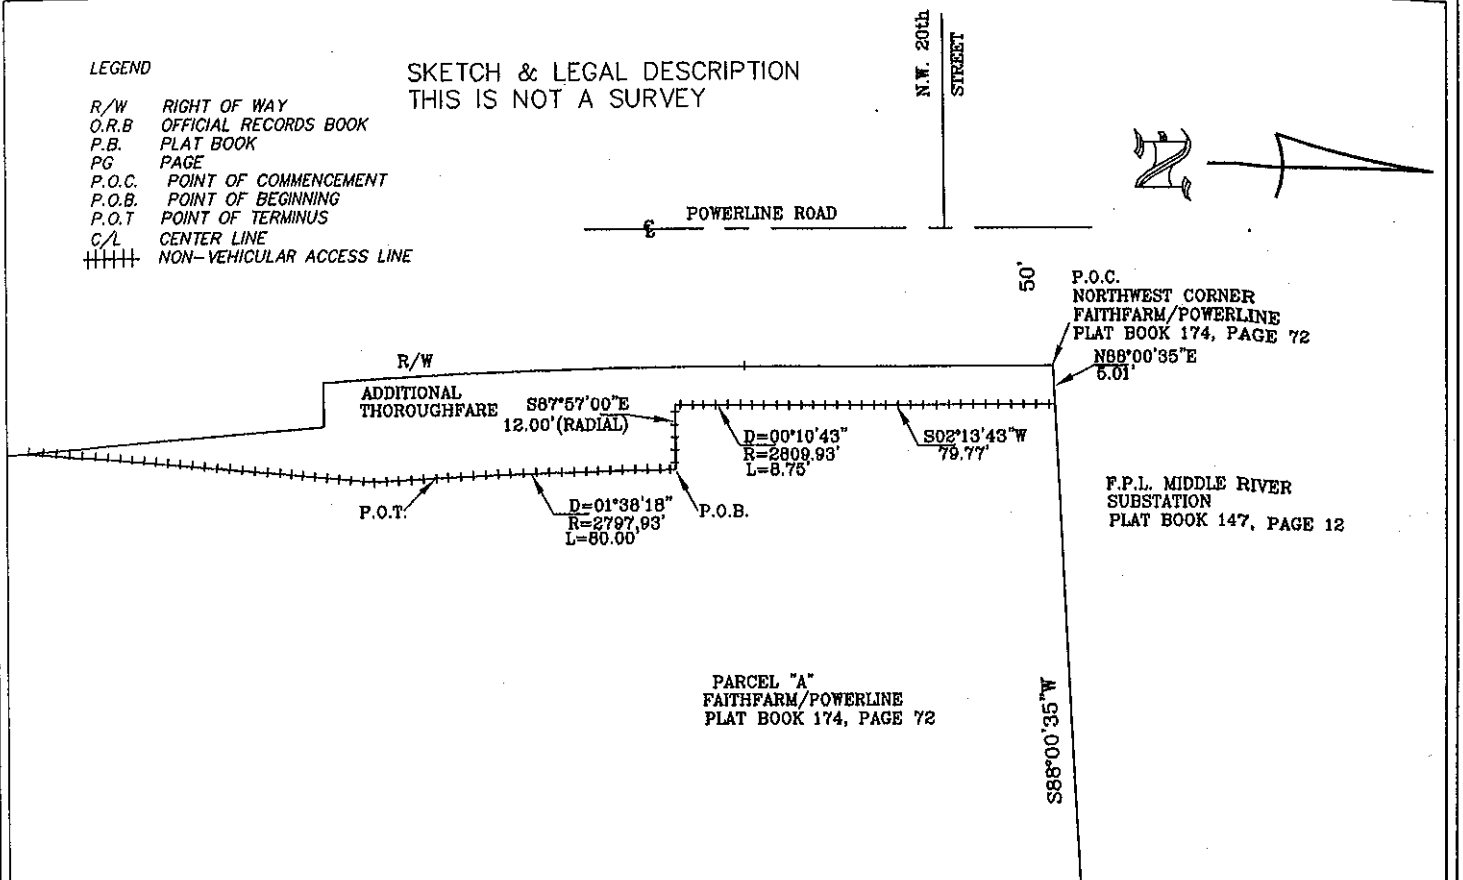 LEGEND
R/W RIGHT OF WAY
O.R.B OFFICIAL RECORDS BOOK
P.B. PLAT BOOK
PG PAGE
P.O.C. POINT OF COMMENCEMENT
P.O.B. POINT OF BEGINNING
P.O.T POINT OF TERMINUS
C/L CENTER LINE
NON-VEHICULAR ACCESS LINE
SKETCH & LEGAL DESCRIPTION
THIS IS NOT A SURVEY
N.W. 20th
STREET
N
POWERLINE ROAD
50'
P.O.C.
NORTHWEST CORNER
FAITHFARM/POWERLINE
PLAT BOOK 174, PAGE 72
N88°00'35"E
5.01'
R/W
ADDITIONAL
THOROUGHFARE
S87°57'00"E
12.00'(RADIAL)
D=00°10'43"
R=2809.93'
L=8.75'
S02°13'43"W
79.77'
P.O.T.
D=01°38'18"
R=2797.93'
L=80.00'
P.O.B.
F.P.L. MIDDLE RIVER
SUBSTATION
PLAT BOOK 147, PAGE 12
PARCEL "A"
FAITHFARM/POWERLINE
PLAT BOOK 174, PAGE 72
S88°00'35"W